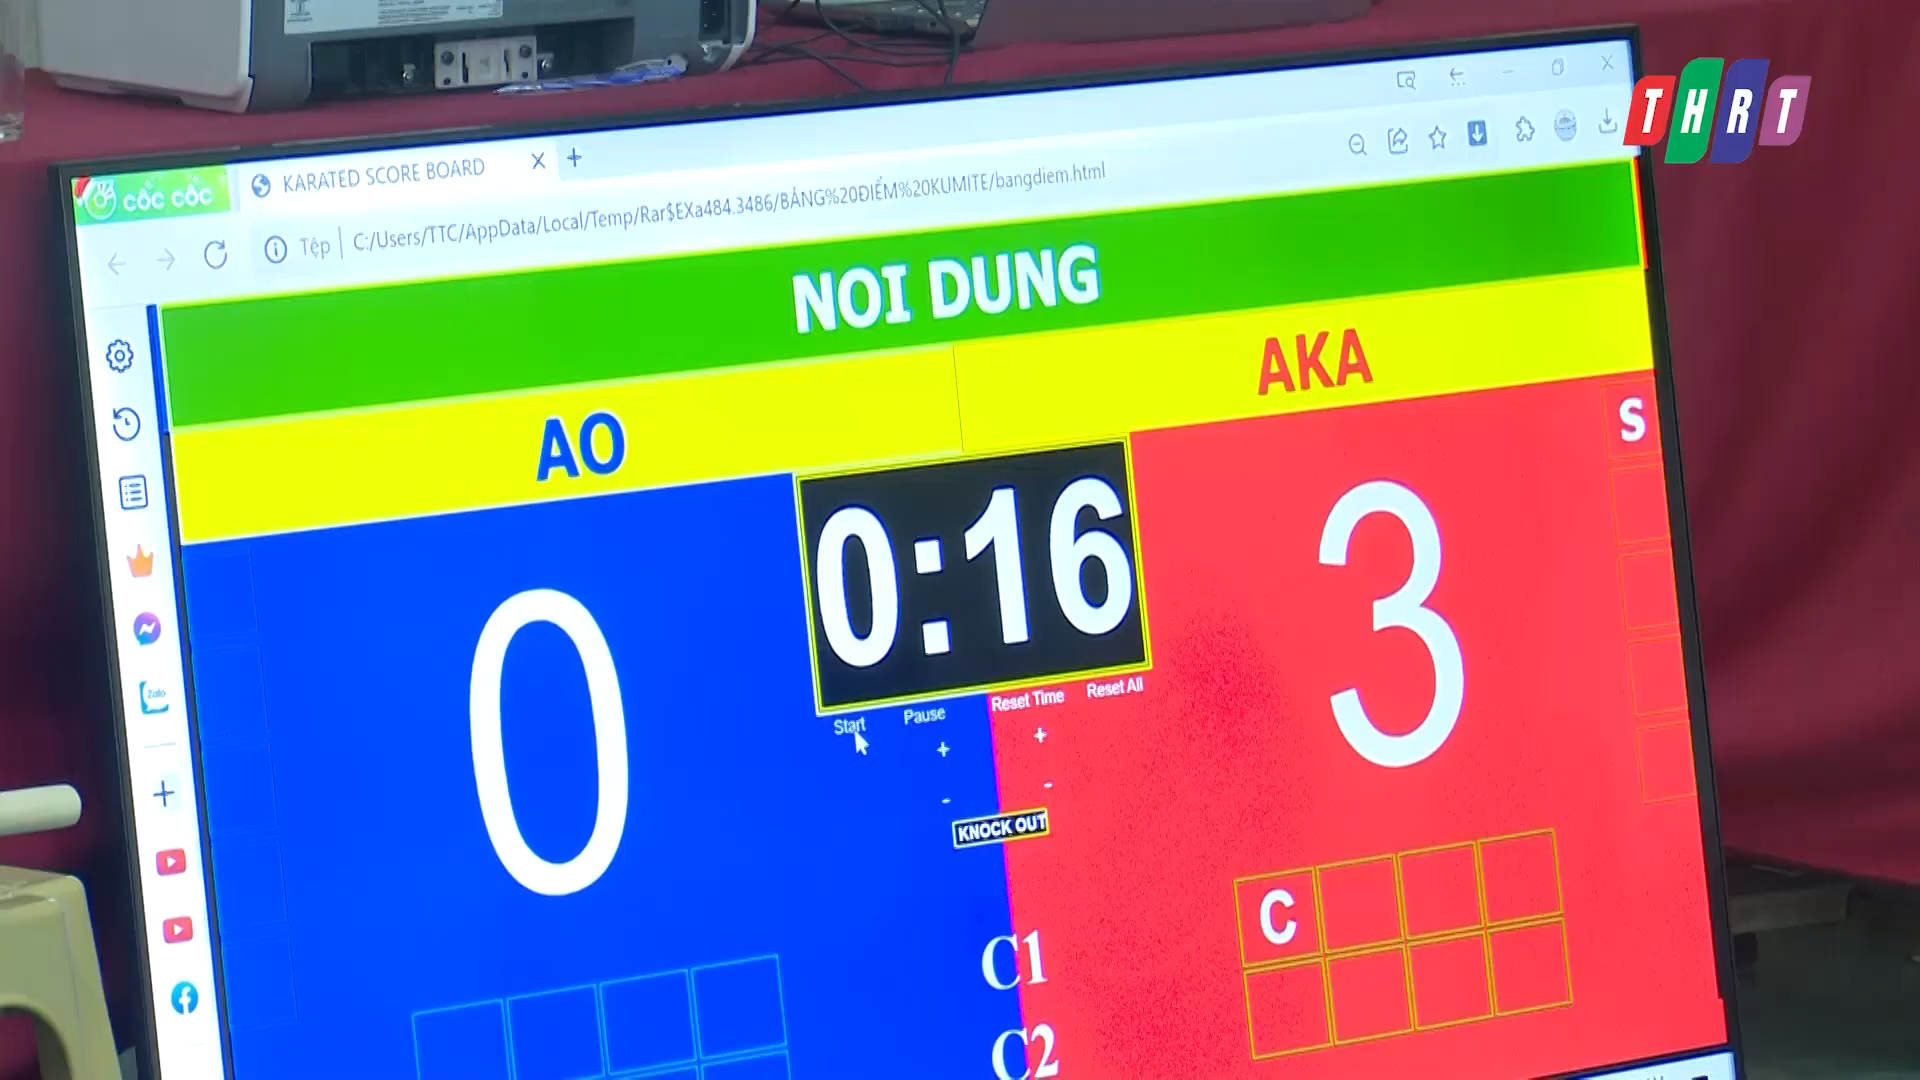 THRT
cốc cốc
KARATED SCORE BOARD
Tệp
C:/Users/TTC/AppData/Local/Temp/Rar$EXa484.3486/BẢNG%20ĐIỂM%20KUMITE/bangdiem.html
NOI DUNG
AO
AKA
S
0
0:16
3
Start
Pause
Reset Time
Reset All
+
+
-
-
KNOCK OUT
Zalo
C
C1
C2